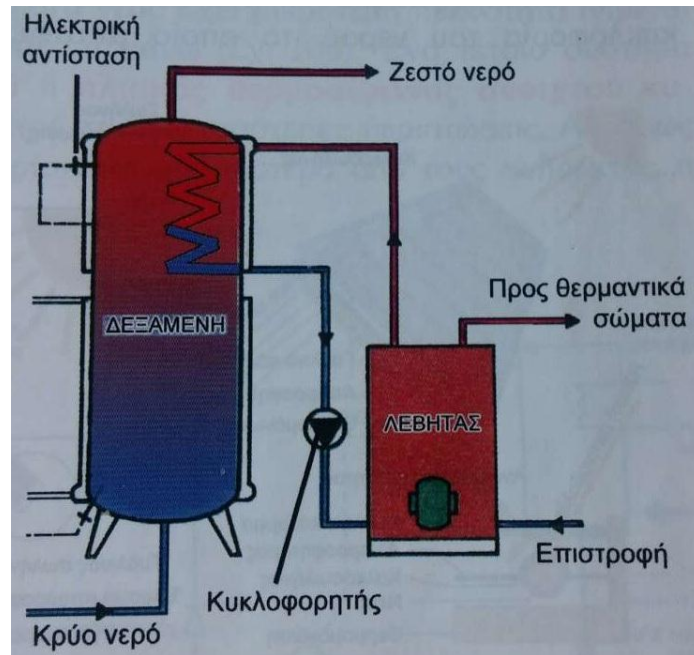 Ηλεκτρική
αντίσταση
Ζεστό νερό
Προς θερμαντικά
σώματα
ΔΕΞΑΜΕΝΗ
ΛΕΒΗΤΑΣ
Επιστροφή
Κυκλοφορητής
Κρύο νερό